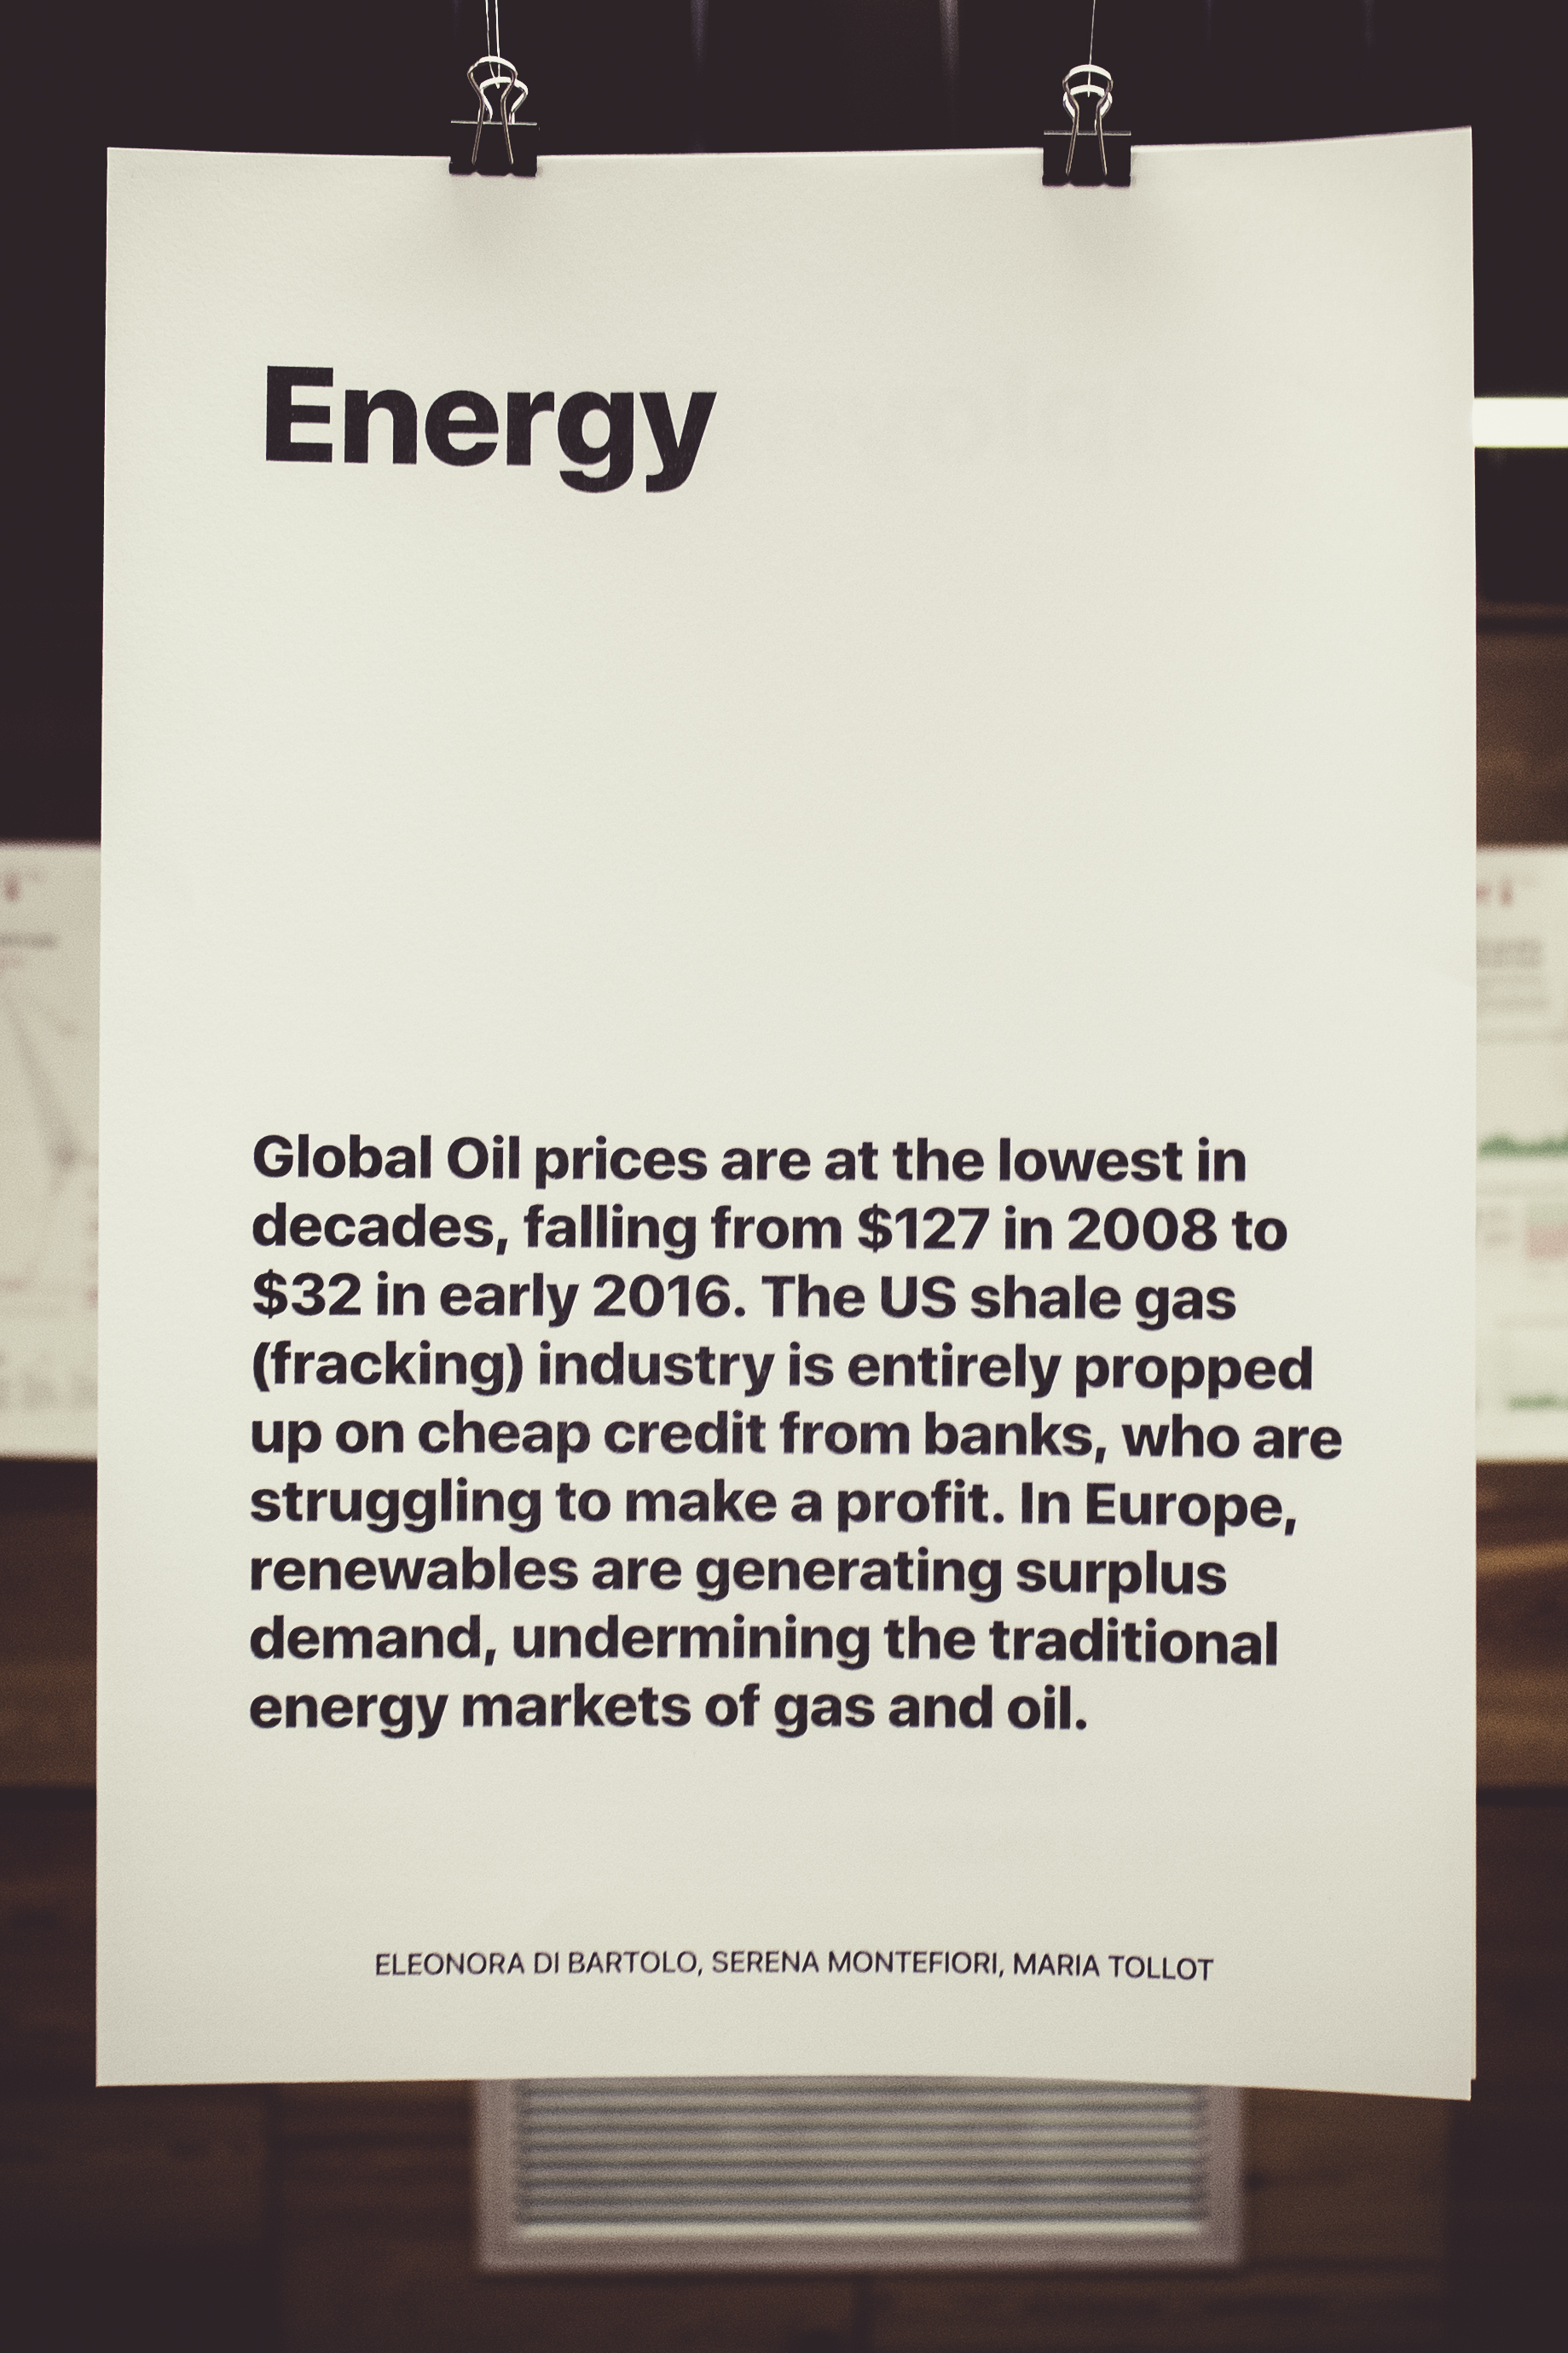 Energy
Global Oil prices are at the lowest in
decades, falling from $127 in 2008 to
$32 in early 2016. The US shale gas
(fracking) industry is entirely propped
up on cheap credit from banks, who are
struggling to make a profit. In Europe,
renewables are generating surplus
demand, undermining the traditional
energy markets of gas and oil.
ELEONORA DI BARTOLO, SERENA MONTEFIORI, MARIA TOLLOT